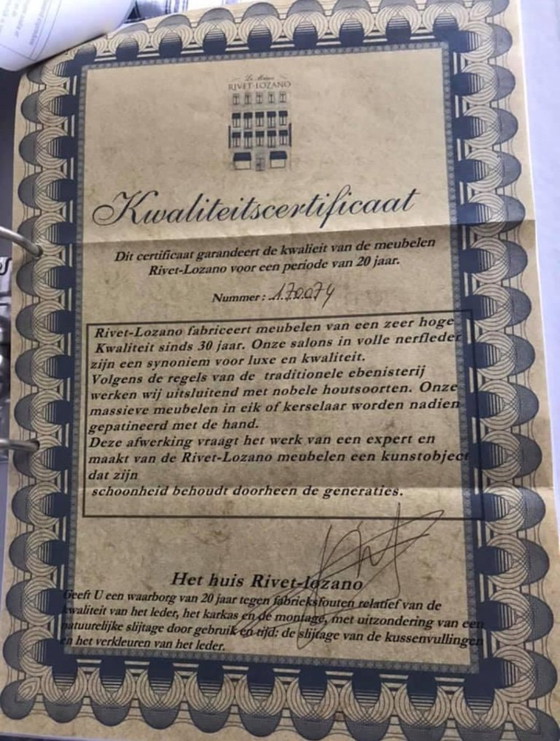 La Maison
RIVET-LOZANO
Kwaliteitscertificaat
Dit certificaat garandeert de kwalieit van de meubelen
Rivet-Lozano voor een periode van 20 jaar.
Nummer: 170074
Rivet-Lozano fabriceert meubelen van een zeer hoge
Kwaliteit sinds 30 jaar. Onze salons in volle nerfleder
zijn een synoniem voor luxe en kwaliteit.
Volgens de regels van de traditionele ebenisterij
werken wij uitsluitend met nobele houtsoorten. Onze
massieve meubelen in eik of kerselaar worden nadien
gepatineerd met de hand.
Deze afwerking vraagt het werk van een expert en
maakt van de Rivet-Lozano meubelen een kunstobject
dat zijn
schoonheid behoudt doorheen de generaties.
Het huis Rivet-lozano
Geeft U een waarborg van 20 jaar tegen fabrieksfouten relatief van de
kwaliteit van het leder, het karkas en de montage, met uitzondering van een
natuurelijke slijtage door gebruik en tijd: de slijtage van de kussenvullingen
en het verkleuren van het leder.